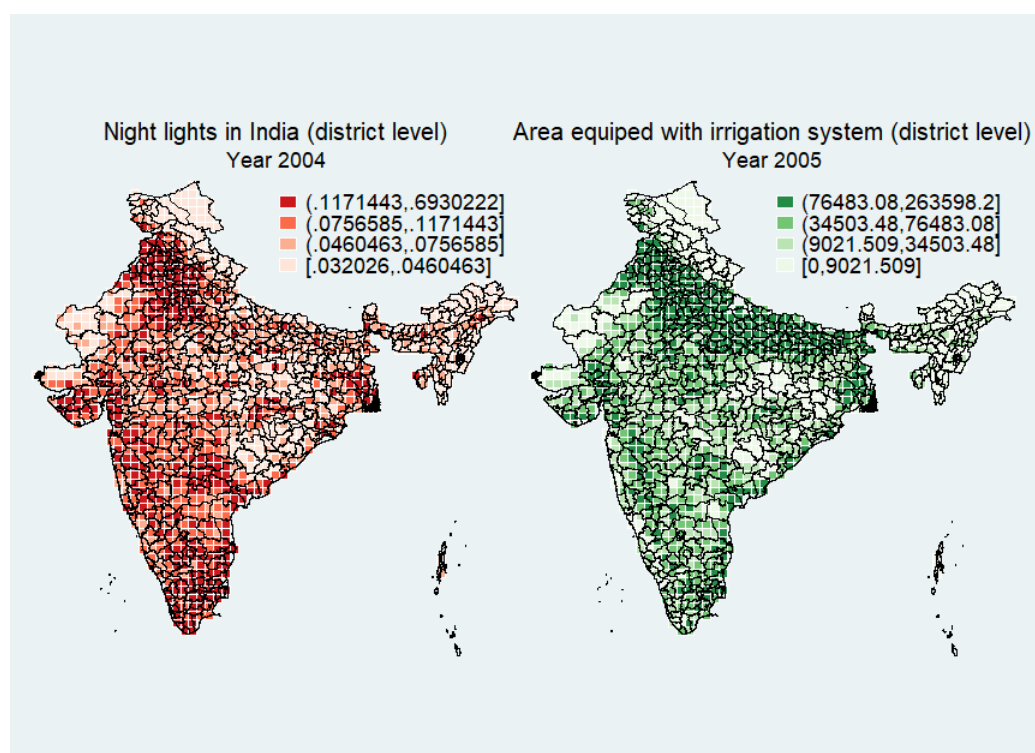 Night lights in India (district level)
Year 2004
(.1171443,.6930222]
(.0756585,.1171443]
(.0460463,.0756585]
[.032026,.0460463]
Area equiped with irrigation system (district level)
Year 2005
(76483.08,263598.2]
(34503.48,76483.08]
(9021.509,34503.48]
[0,9021.509]